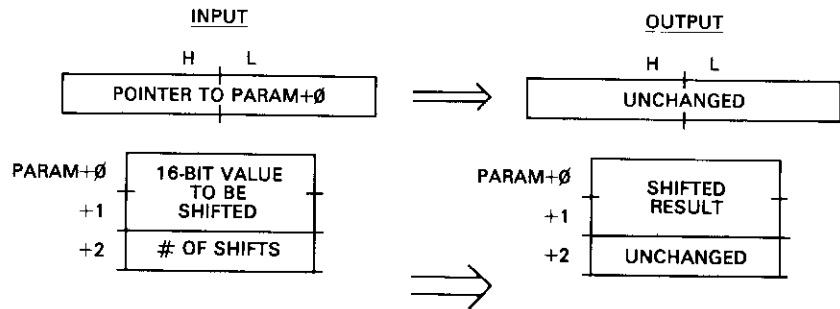 INPUT
H L
POINTER TO PARAM+Ø
PARAM+Ø
+1
+2
16-BIT VALUE
TO BE
SHIFTED
# OF SHIFTS
OUTPUT
H L
UNCHANGED
PARAM+Ø
+1
+2
SHIFTED
RESULT
UNCHANGED